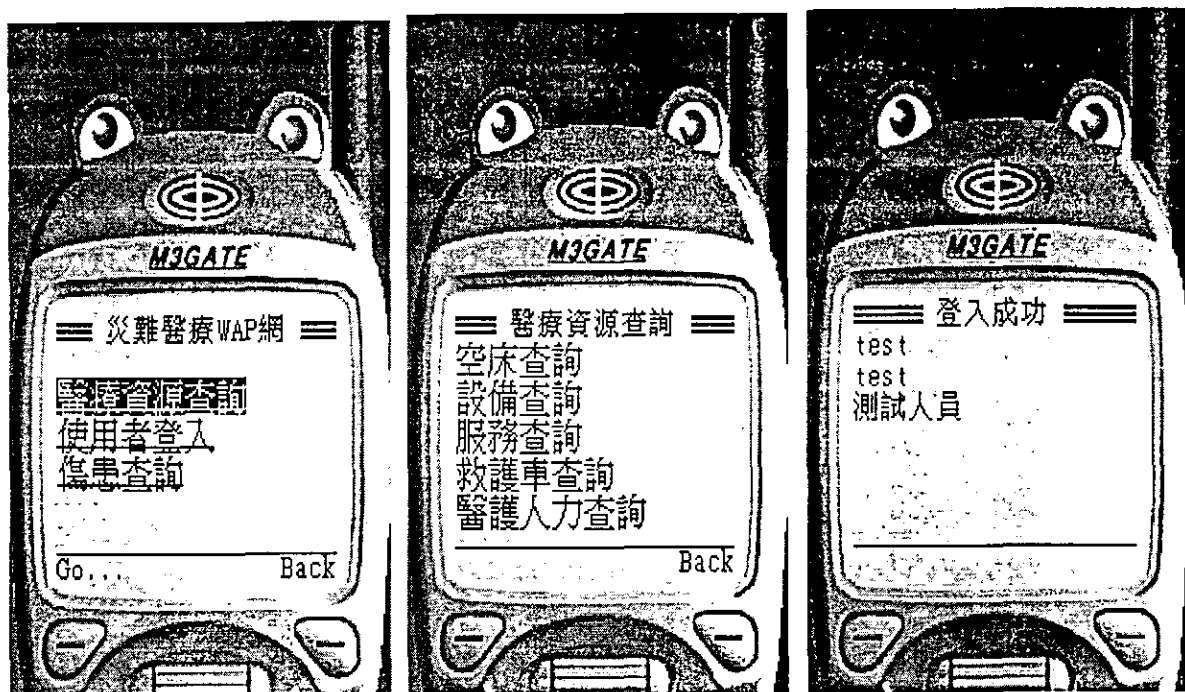 M3GATE
災難醫療WAP網
醫療資源查詢
使用者登入
傷患查詢
Go...
Back
M3GATE
醫療資源查詢
空床查詢
設備查詢
服務查詢
救護車查詢
醫護人力查詢
Back
M3GATE
登入成功
test
test
測試人員